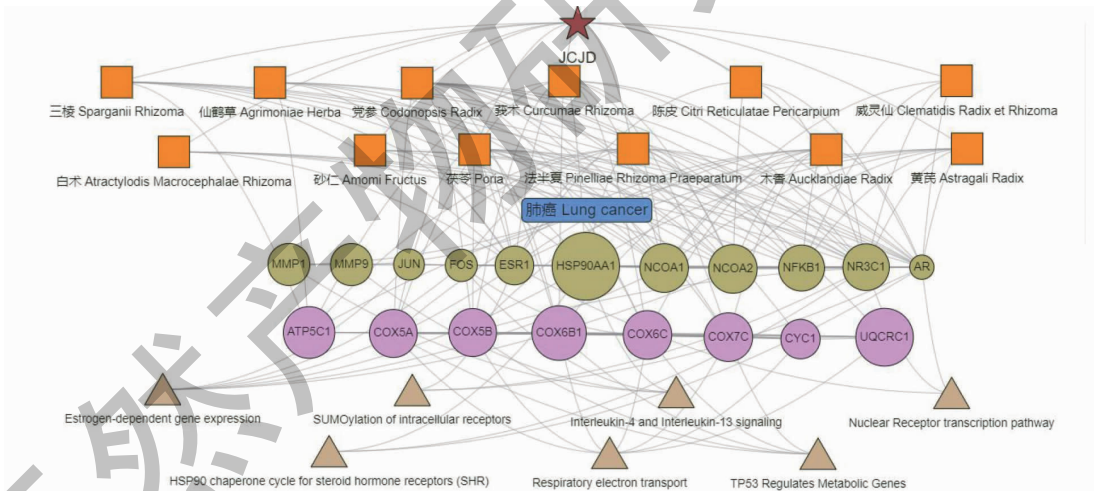 JCJD
三棱 Sparganii Rhizoma
仙鹤草 Agrimoniae Herba
党参 Codonopsis Radix
莪术 Curcumae Rhizoma
陈皮 Citri Reticulatae Pericarpium
威灵仙 Clematidis Radix et Rhizoma
白术 Atractylodis Macrocephalae Rhizoma
砂仁 Amomi Fructus
茯苓 Poria
法半夏 Pinelliae Rhizoma Praeparatum
木香 Aucklandiae Radix
黄芪 Astragali Radix
肺癌 Lung cancer
MMP1
MMP9
JUN
FOS
ESR1
HSP90AA1
NCOA1
NCOA2
NFKB1
NR3C1
AR
ATP5C1
COX5A
COX5B
COX6B1
COX6C
COX7C
CYC1
UQCRC1
Estrogen-dependent gene expression
SUMOylation of intracellular receptors
Interleukin-4 and Interleukin-13 signaling
Nuclear Receptor transcription pathway
HSP90 chaperone cycle for steroid hormone receptors (SHR)
Respiratory electron transport
TP53 Regulates Metabolic Genes